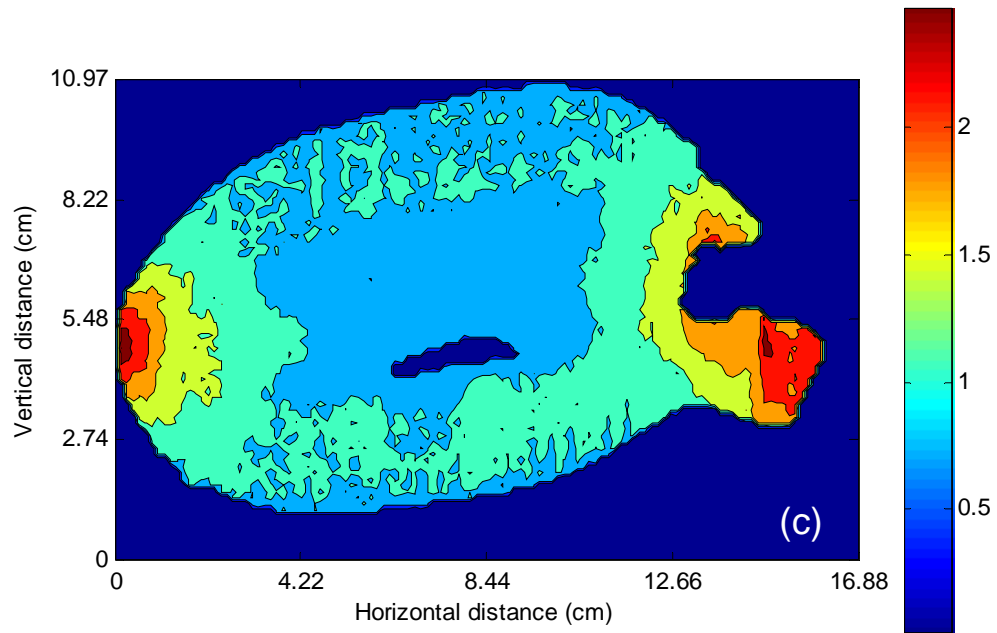 10.97
8.22
5.48
2.74
0
Vertical distance (cm)
0 4.22 8.44 12.66 16.88
Horizontal distance (cm)
(c)
2
1.5
1
0.5